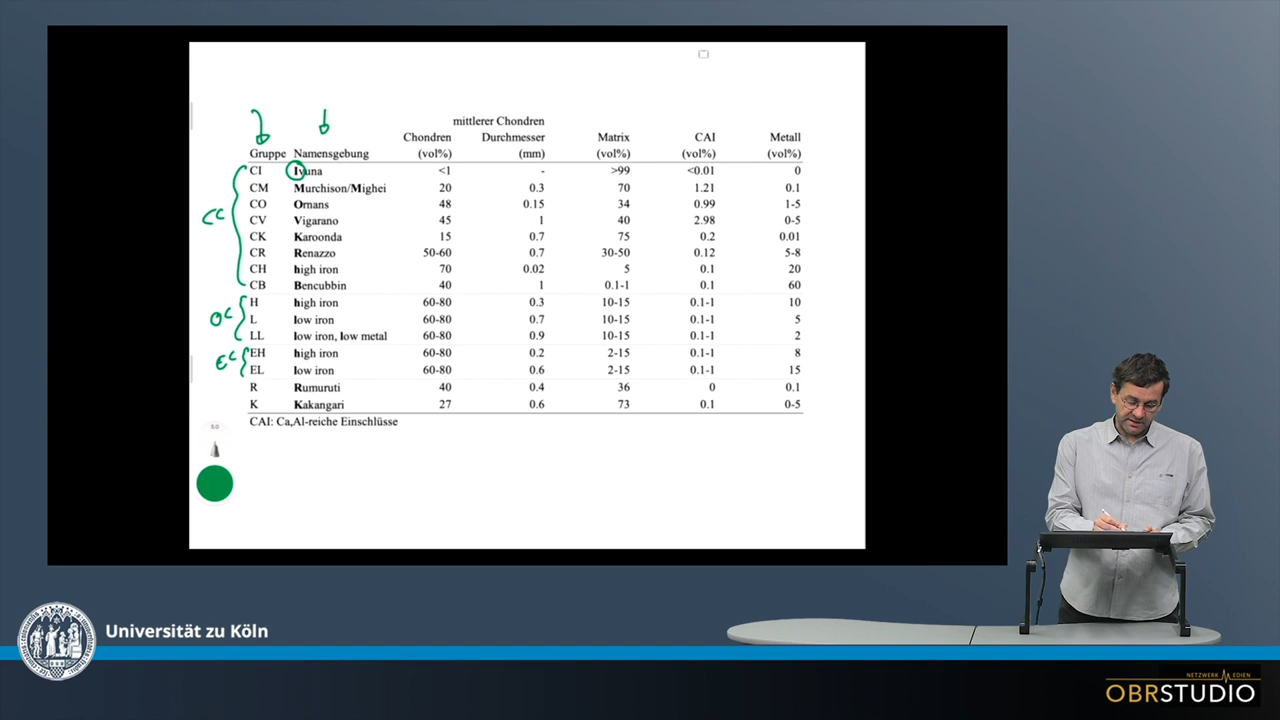 mittlerer Chondren
Chondren Durchmesser Matrix CAI Metall
Gruppe Namensgebung (vol%) (mm) (vol%) (vol%) (vol%)
CI Ivuna <1 - >99 <0.01 0
CM Murchison/Mighei 20 0.3 70 1.21 0.1
CO Ornans 48 0.15 34 0.99 1-5
CV Vigarano 45 1 40 2.98 0-5
CK Karoonda 15 0.7 75 0.2 0.01
CR Renazzo 50-60 0.7 30-50 0.12 5-8
CH high iron 70 0.02 5 0.1 20
CB Bencubbin 40 1 0.1-1 0.1 60
H high iron 60-80 0.3 10-15 0.1-1 10
L low iron 60-80 0.7 10-15 0.1-1 5
LL low iron, low metal 60-80 0.9 10-15 0.1-1 2
EH high iron 60-80 0.2 2-15 0.1-1 8
EL low iron 60-80 0.6 2-15 0.1-1 15
R Rumuruti 40 0.4 36 0 0.1
K Kakangari 27 0.6 73 0.1 0-5
CAI: Ca,Al-reiche Einschlüsse
CC
OC
EC
5.0
Universität zu Köln
NETZWERK MEDIEN
OBRSTUDIO